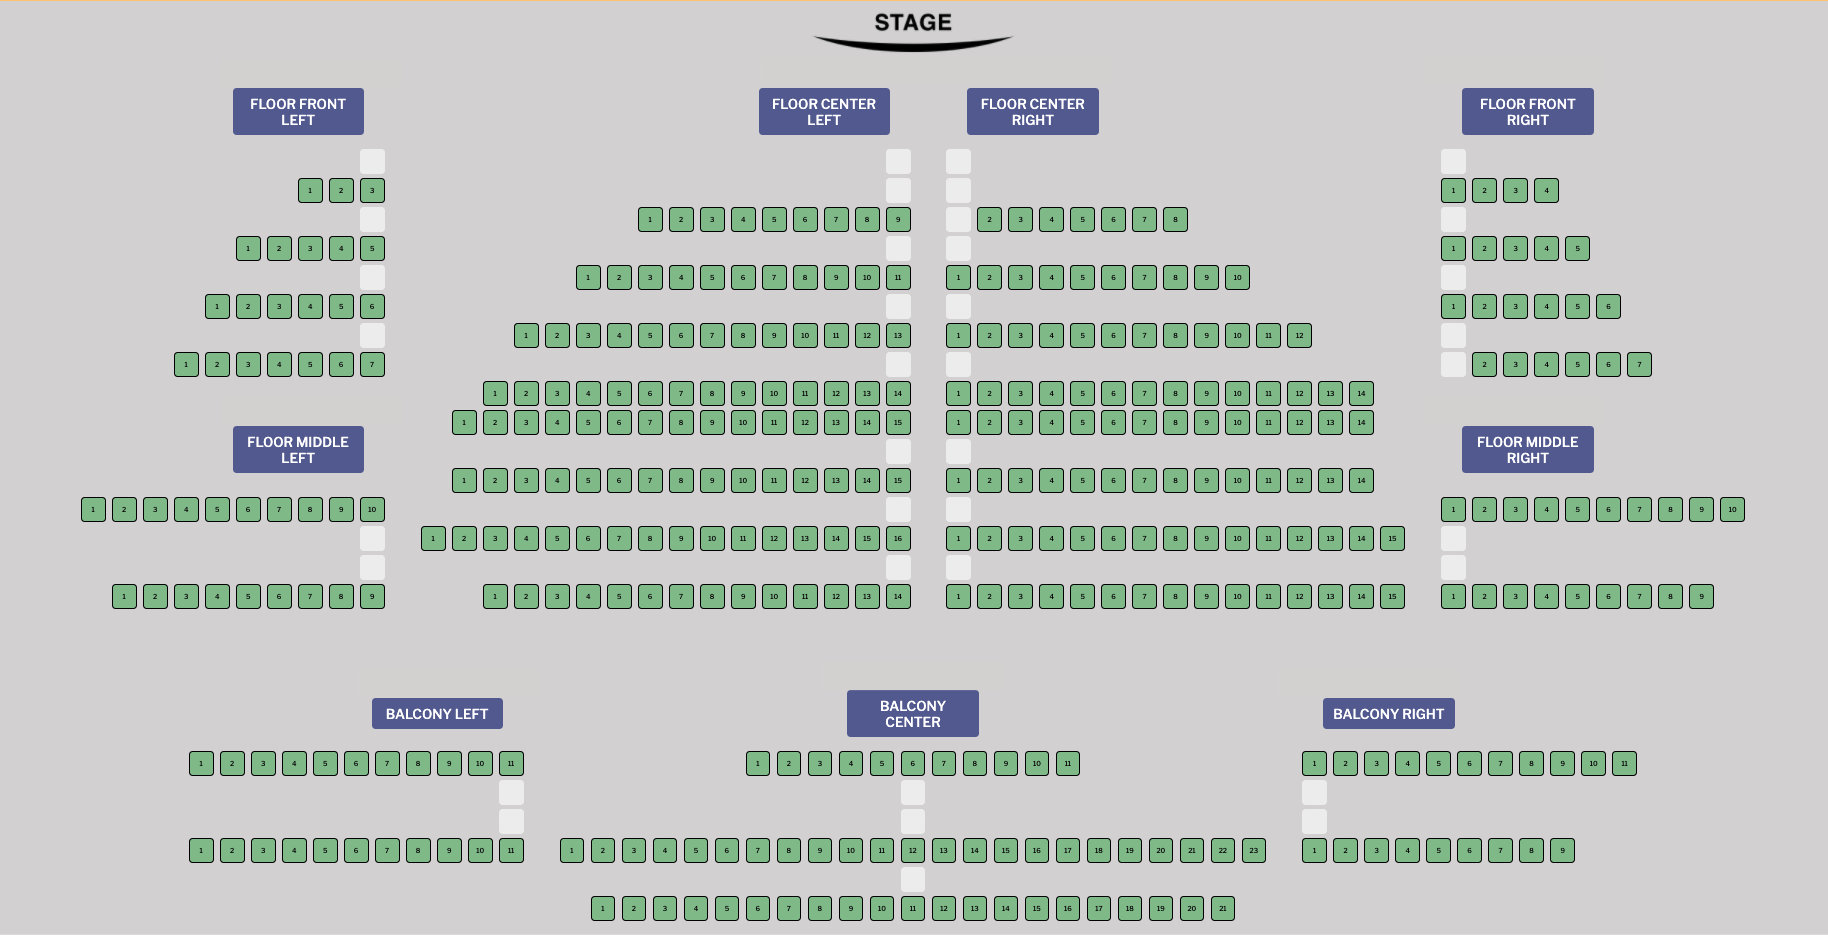 STAGE
FLOOR FRONT
LEFT
FLOOR CENTER
LEFT
FLOOR CENTER
RIGHT
FLOOR FRONT
RIGHT
1 2 3
1 2 3 4
1 2 3 4 5 6 7 8 9
2 3 4 5 6 7 8
1 2 3 4 5
1 2 3 4 5
1 2 3 4 5 6 7 8 9 10 11
1 2 3 4 5 6 7 8 9 10
1 2 3 4 5 6
1 2 3 4 5 6
1 2 3 4 5 6 7 8 9 10 11 12 13
1 2 3 4 5 6 7 8 9 10 11 12
1 2 3 4 5 6 7
2 3 4 5 6 7
1 2 3 4 5 6 7 8 9 10 11 12 13 14
1 2 3 4 5 6 7 8 9 10 11 12 13 14
1 2 3 4 5 6 7 8 9 10 11 12 13 14 15
1 2 3 4 5 6 7 8 9 10 11 12 13 14
FLOOR MIDDLE
LEFT
FLOOR MIDDLE
RIGHT
1 2 3 4 5 6 7 8 9 10 11 12 13 14 15
1 2 3 4 5 6 7 8 9 10 11 12 13 14
1 2 3 4 5 6 7 8 9 10
1 2 3 4 5 6 7 8 9 10
1 2 3 4 5 6 7 8 9 10 11 12 13 14 15 16
1 2 3 4 5 6 7 8 9 10 11 12 13 14 15
1 2 3 4 5 6 7 8 9
1 2 3 4 5 6 7 8 9 10 11 12 13 14
1 2 3 4 5 6 7 8 9 10 11 12 13 14 15
1 2 3 4 5 6 7 8 9
BALCONY LEFT
BALCONY
CENTER
BALCONY RIGHT
1 2 3 4 5 6 7 8 9 10 11
1 2 3 4 5 6 7 8 9 10 11
1 2 3 4 5 6 7 8 9 10 11
1 2 3 4 5 6 7 8 9 10 11
1 2 3 4 5 6 7 8 9 10 11 12 13 14 15 16 17 18 19 20 21 22 23
1 2 3 4 5 6 7 8 9
1 2 3 4 5 6 7 8 9 10 11 12 13 14 15 16 17 18 19 20 21